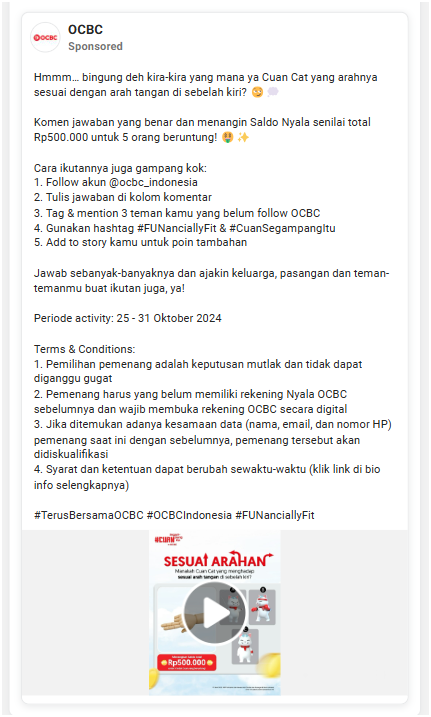 OCBC
OCBC
Sponsored
Hmmm… bingung deh kira-kira yang mana ya Cuan Cat yang arahnya
sesuai dengan arah tangan di sebelah kiri? 🤔💭
Komen jawaban yang benar dan menangin Saldo Nyala senilai total
Rp500.000 untuk 5 orang beruntung! 🤑✨
Cara ikutannya juga gampang kok:
1. Follow akun @ocbc_indonesia
2. Tulis jawaban di kolom komentar
3. Tag & mention 3 teman kamu yang belum follow OCBC
4. Gunakan hashtag #FUNanciallyFit & #CuanSegampangItu
5. Add to story kamu untuk poin tambahan
Jawab sebanyak-banyaknya dan ajakin keluarga, pasangan dan teman-
temanmu buat ikutan juga, ya!
Periode activity: 25 - 31 Oktober 2024
Terms & Conditions:
1. Pemilihan pemenang adalah keputusan mutlak dan tidak dapat
diganggu gugat
2. Pemenang harus yang belum memiliki rekening Nyala OCBC
sebelumnya dan wajib membuka rekening OCBC secara digital
3. Jika ditemukan adanya kesamaan data (nama, email, dan nomor HP)
pemenang saat ini dengan sebelumnya, pemenang tersebut akan
didiskualifikasi
4. Syarat dan ketentuan dapat berubah sewaktu-waktu (klik link di bio
info selengkapnya)
#TerusBersamaOCBC #OCBCIndonesia #FUNanciallyFit
#CUAN
SESUAI ARAHAN
Manakah Cuan Cat yang menghadap
sesuai arah tangan di sebelah kiri?
Rp500.000